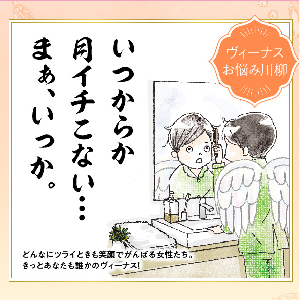 ヴィーナス
お悩み川柳
いつからか
月イチこない…
まぁ、いっか。
どんなにツライときも笑顔でがんばる女性たち。
きっとあなたも誰かのヴィーナス!